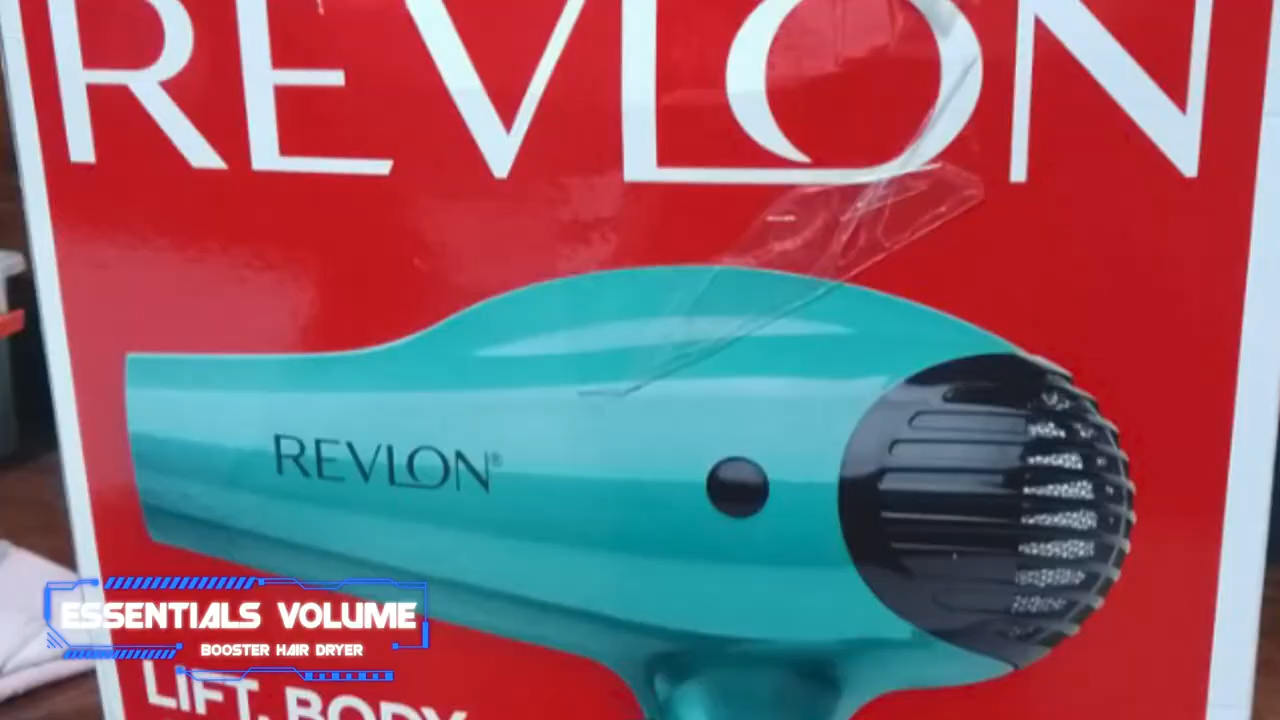 REVLON
REVLON®
ESSENTIALS VOLUME
BOOSTER HAIR DRYER
LIFT, BODY